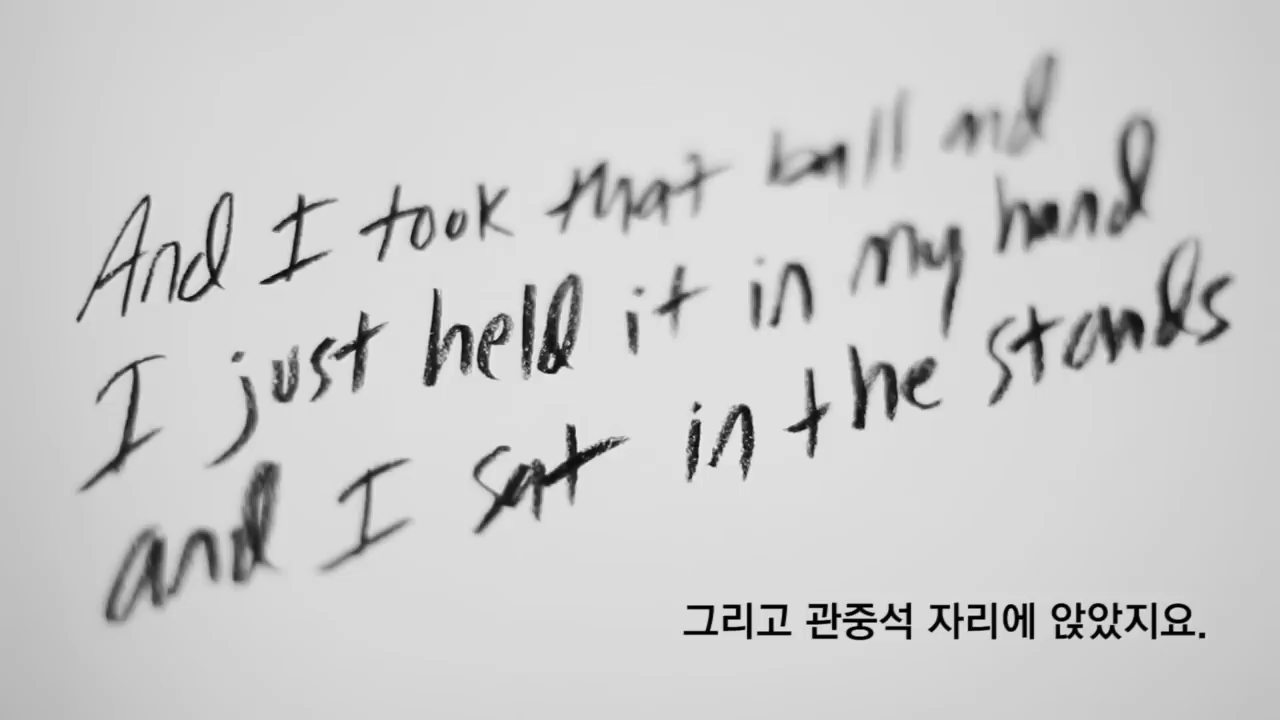 And I took that ball and
I just held it in my hand
and I sat in the stands
그리고 관중석 자리에 앉았지요.